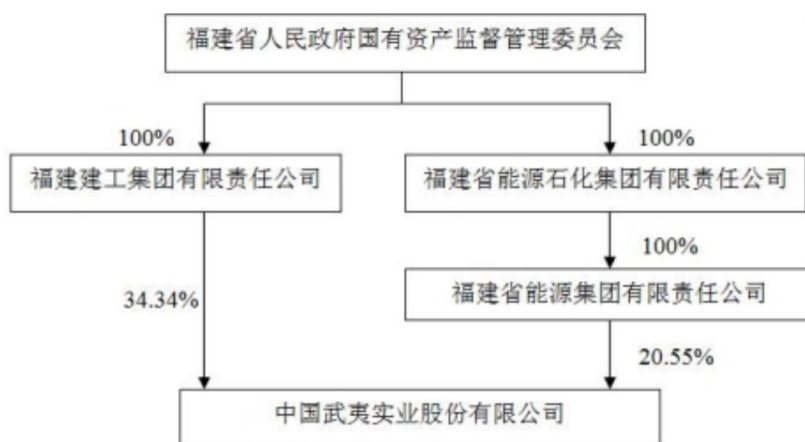 福建省人民政府国有资产监督管理委员会
100% 100%
福建建工集团有限责任公司 福建省能源石化集团有限责任公司
100%
34.34% 福建省能源集团有限责任公司
20.55%
中国武夷实业股份有限公司